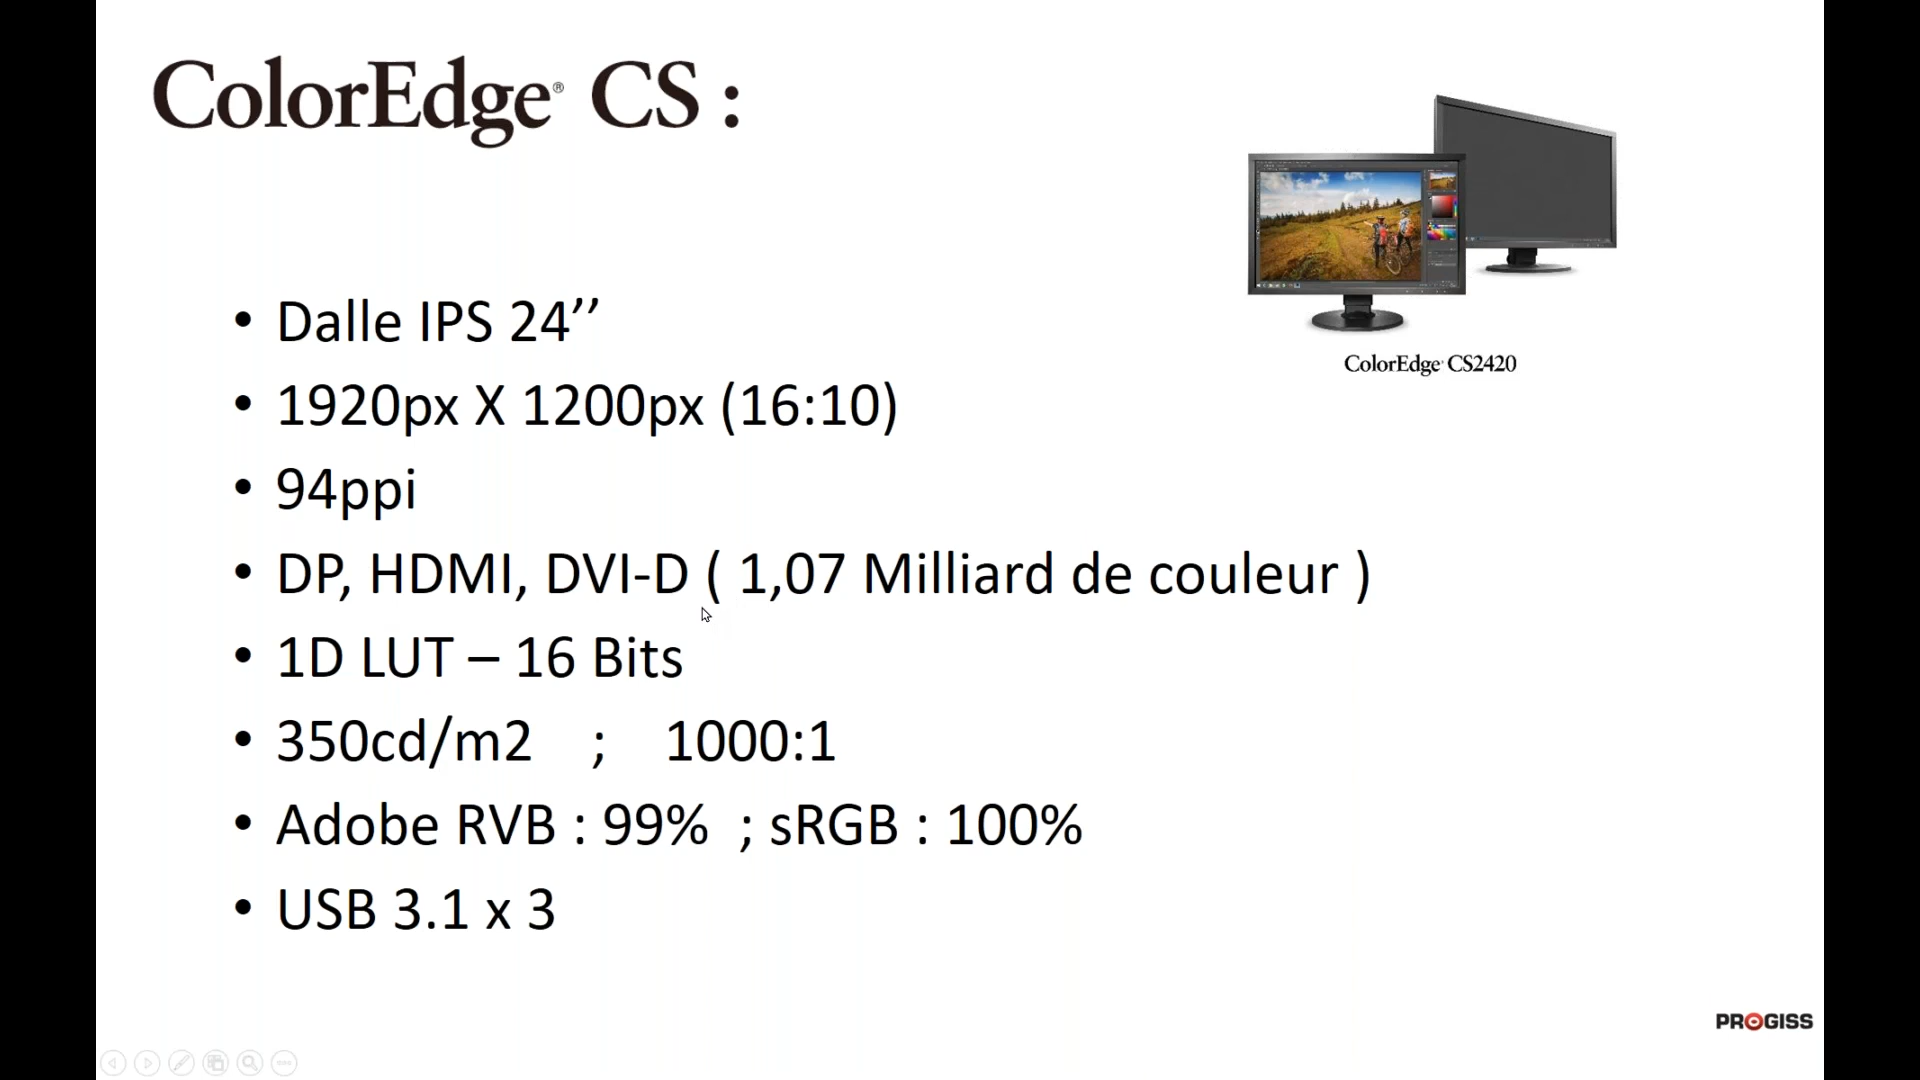 ColorEdge® CS :
ColorEdge® CS2420
• Dalle IPS 24’’
• 1920px X 1200px (16:10)
• 94ppi
• DP, HDMI, DVI-D ( 1,07 Milliard de couleur )
• 1D LUT – 16 Bits
• 350cd/m2 ; 1000:1
• Adobe RVB : 99% ; sRGB : 100%
• USB 3.1 x 3
PROGISS